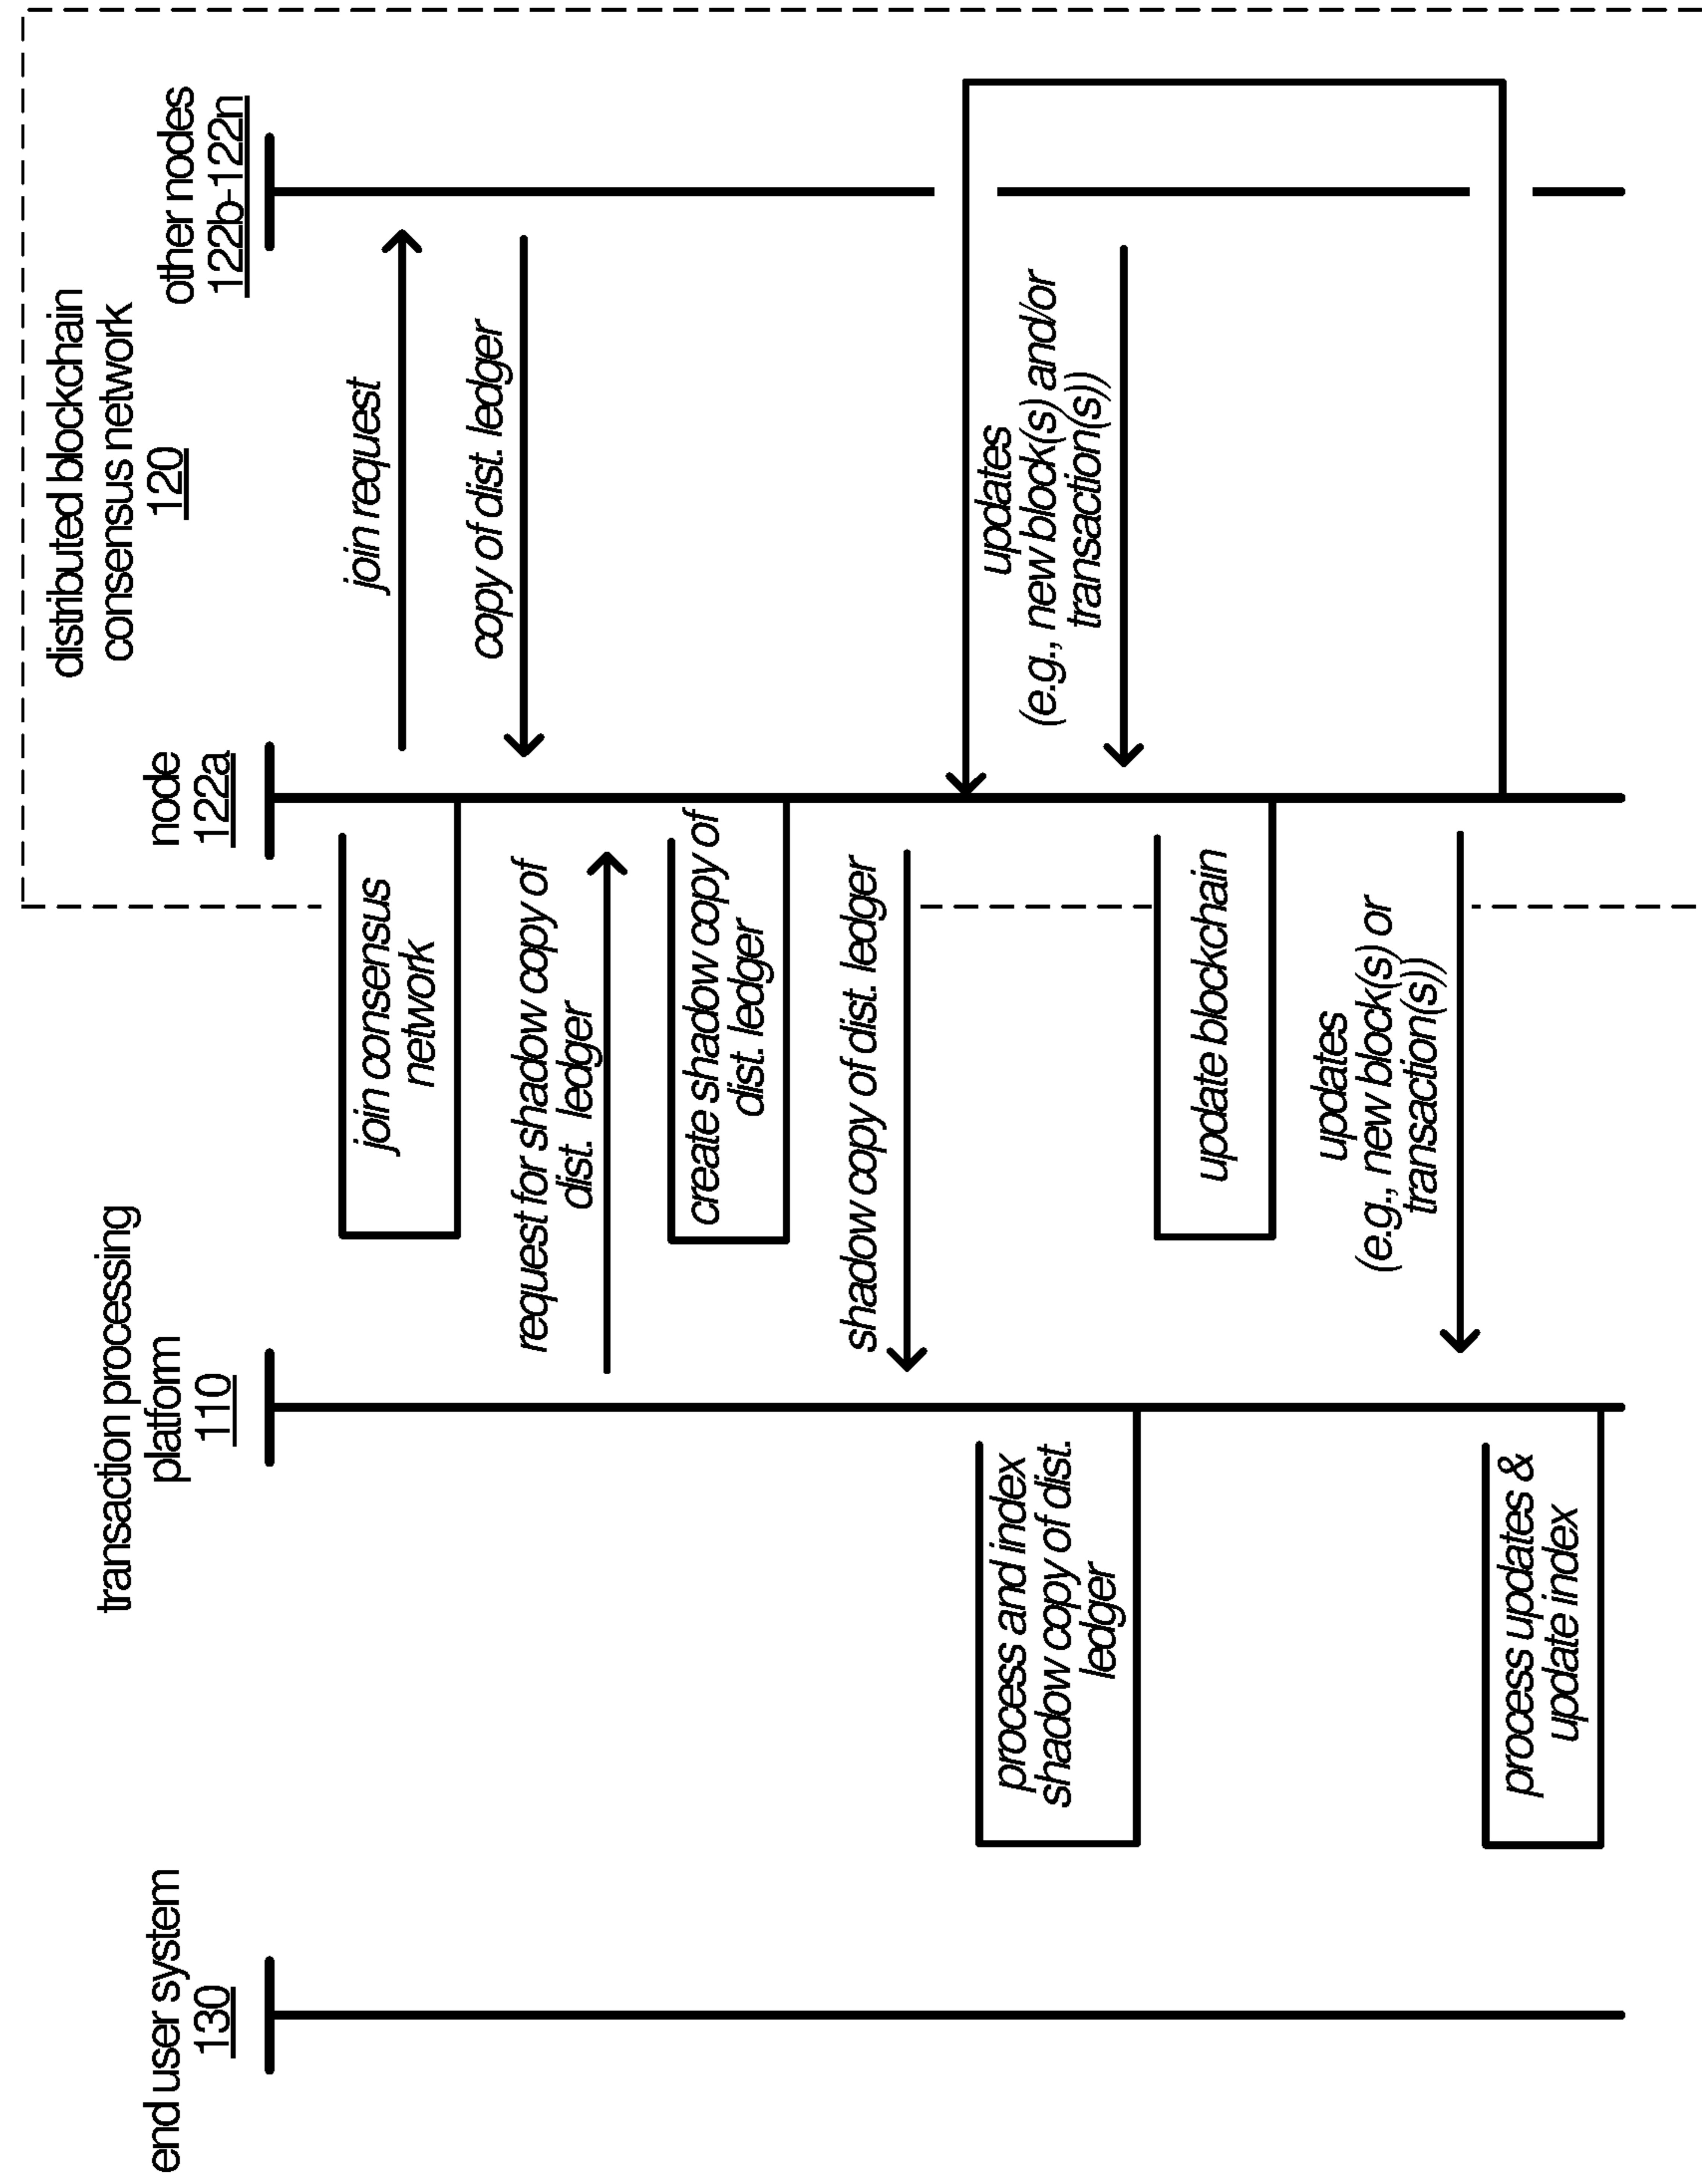 end user system
130
transaction processing
platform
110
node
122a
distributed blockchain
consensus network
120
other nodes
122b-122n
join consensus
network
join request
copy of dist. ledger
request for shadow copy of
dist. ledger
create shadow copy of
dist. ledger
shadow copy of dist. ledger
process and index
shadow copy of dist.
ledger
updates
(e.g., new block(s) and/or
transaction(s))
update blockchain
updates
(e.g., new block(s) or
transaction(s))
process updates &
update index